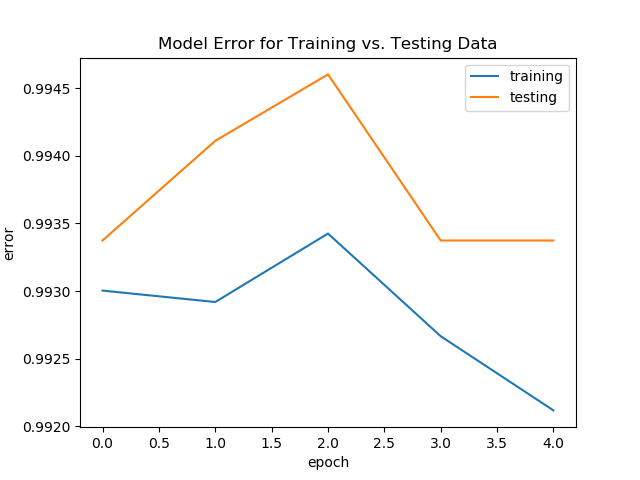 Model Error for Training vs. Testing Data
training
testing
0.9945
0.9940
0.9935
0.9930
0.9925
0.9920
error
0.0 0.5 1.0 1.5 2.0 2.5 3.0 3.5 4.0
epoch